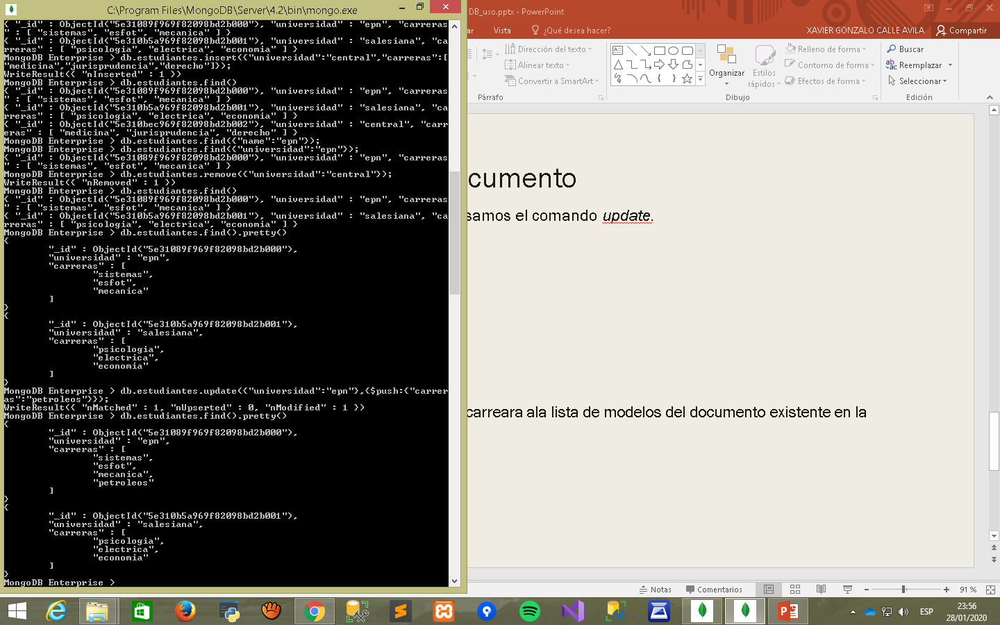 C:\Program Files\MongoDB\Server\4.2\bin\mongo.exe
{ "_id" : ObjectId("5e31089f969f82098bd2b000"), "universidad" : "epn", "carreras
" : [ "sistemas", "esfot", "mecanica" ] }
{ "_id" : ObjectId("5e310b5a969f82098bd2b001"), "universidad" : "salesiana", "ca
rreras" : [ "psicologia", "electrica", "economia" ] }
MongoDB Enterprise > db.estudiantes.insert({"universidad":"central","carreras":[
"medicina","jurisprudencia","derecho"]});
WriteResult({ "nInserted" : 1 })
MongoDB Enterprise > db.estudiantes.find()
{ "_id" : ObjectId("5e31089f969f82098bd2b000"), "universidad" : "epn", "carreras
" : [ "sistemas", "esfot", "mecanica" ] }
{ "_id" : ObjectId("5e310b5a969f82098bd2b001"), "universidad" : "salesiana", "ca
rreras" : [ "psicologia", "electrica", "economia" ] }
{ "_id" : ObjectId("5e310bec969f82098bd2b002"), "universidad" : "central", "carr
eras" : [ "medicina", "jurisprudencia", "derecho" ] }
MongoDB Enterprise > db.estudiantes.find({"name":"epn"});
MongoDB Enterprise > db.estudiantes.find({"universidad":"epn"});
{ "_id" : ObjectId("5e31089f969f82098bd2b000"), "universidad" : "epn", "carreras
" : [ "sistemas", "esfot", "mecanica" ] }
MongoDB Enterprise > db.estudiantes.remove({"universidad":"central"});
WriteResult({ "nRemoved" : 1 })
MongoDB Enterprise > db.estudiantes.find()
{ "_id" : ObjectId("5e31089f969f82098bd2b000"), "universidad" : "epn", "carreras
" : [ "sistemas", "esfot", "mecanica" ] }
{ "_id" : ObjectId("5e310b5a969f82098bd2b001"), "universidad" : "salesiana", "ca
rreras" : [ "psicologia", "electrica", "economia" ] }
MongoDB Enterprise > db.estudiantes.find().pretty()
{
"_id" : ObjectId("5e31089f969f82098bd2b000"),
"universidad" : "epn",
"carreras" : [
"sistemas",
"esfot",
"mecanica"
]
}
{
"_id" : ObjectId("5e310b5a969f82098bd2b001"),
"universidad" : "salesiana",
"carreras" : [
"psicologia",
"electrica",
"economia"
]
}
MongoDB Enterprise > db.estudiantes.update({"universidad":"epn"},{$push:{"carrer
as":"petroleos"}});
WriteResult({ "nMatched" : 1, "nUpserted" : 0, "nModified" : 1 })
MongoDB Enterprise > db.estudiantes.find().pretty()
{
"_id" : ObjectId("5e31089f969f82098bd2b000"),
"universidad" : "epn",
"carreras" : [
"sistemas",
"esfot",
"mecanica",
"petroleos"
]
}
{
"_id" : ObjectId("5e310b5a969f82098bd2b001"),
"universidad" : "salesiana",
"carreras" : [
"psicologia",
"electrica",
"economia"
]
}
MongoDB Enterprise >
DB_uso.pptx - PowerPoint
ar Vista ¿Qué desea hacer? XAVIER GONZALO CALLE AVILA Compartir
Dirección del texto
Alinear texto
Convertir a SmartArt
Párrafo
Organizar
Estilos
rápidos
Relleno de forma
Contorno de forma
Efectos de forma
Dibujo
Buscar
Reemplazar
Seleccionar
Edición
cumento
samos el comando update.
carreara ala lista de modelos del documento existente en la
Notas Comentarios 91 %
ESP
23:56
28/01/2020